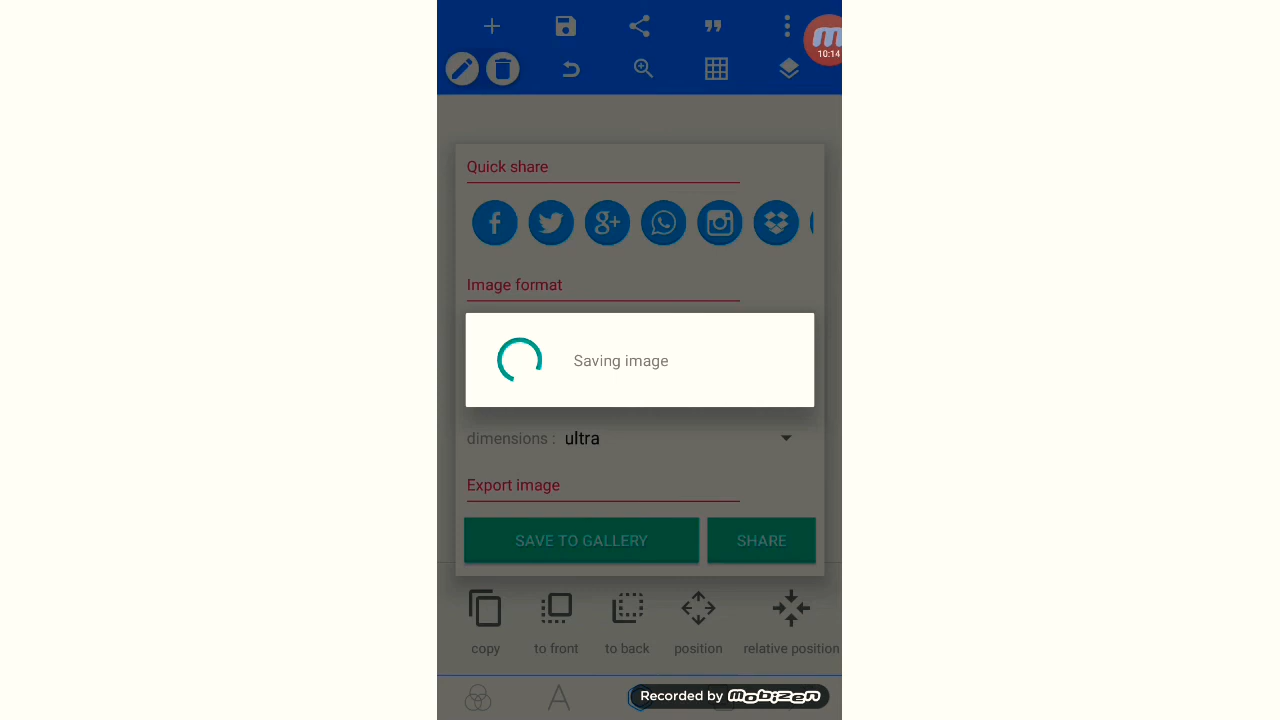 10:14
Quick share
Image format
Saving image
dimensions : ultra
Export image
SAVE TO GALLERY SHARE
copy to front to back position relative position
Recorded by mobizen